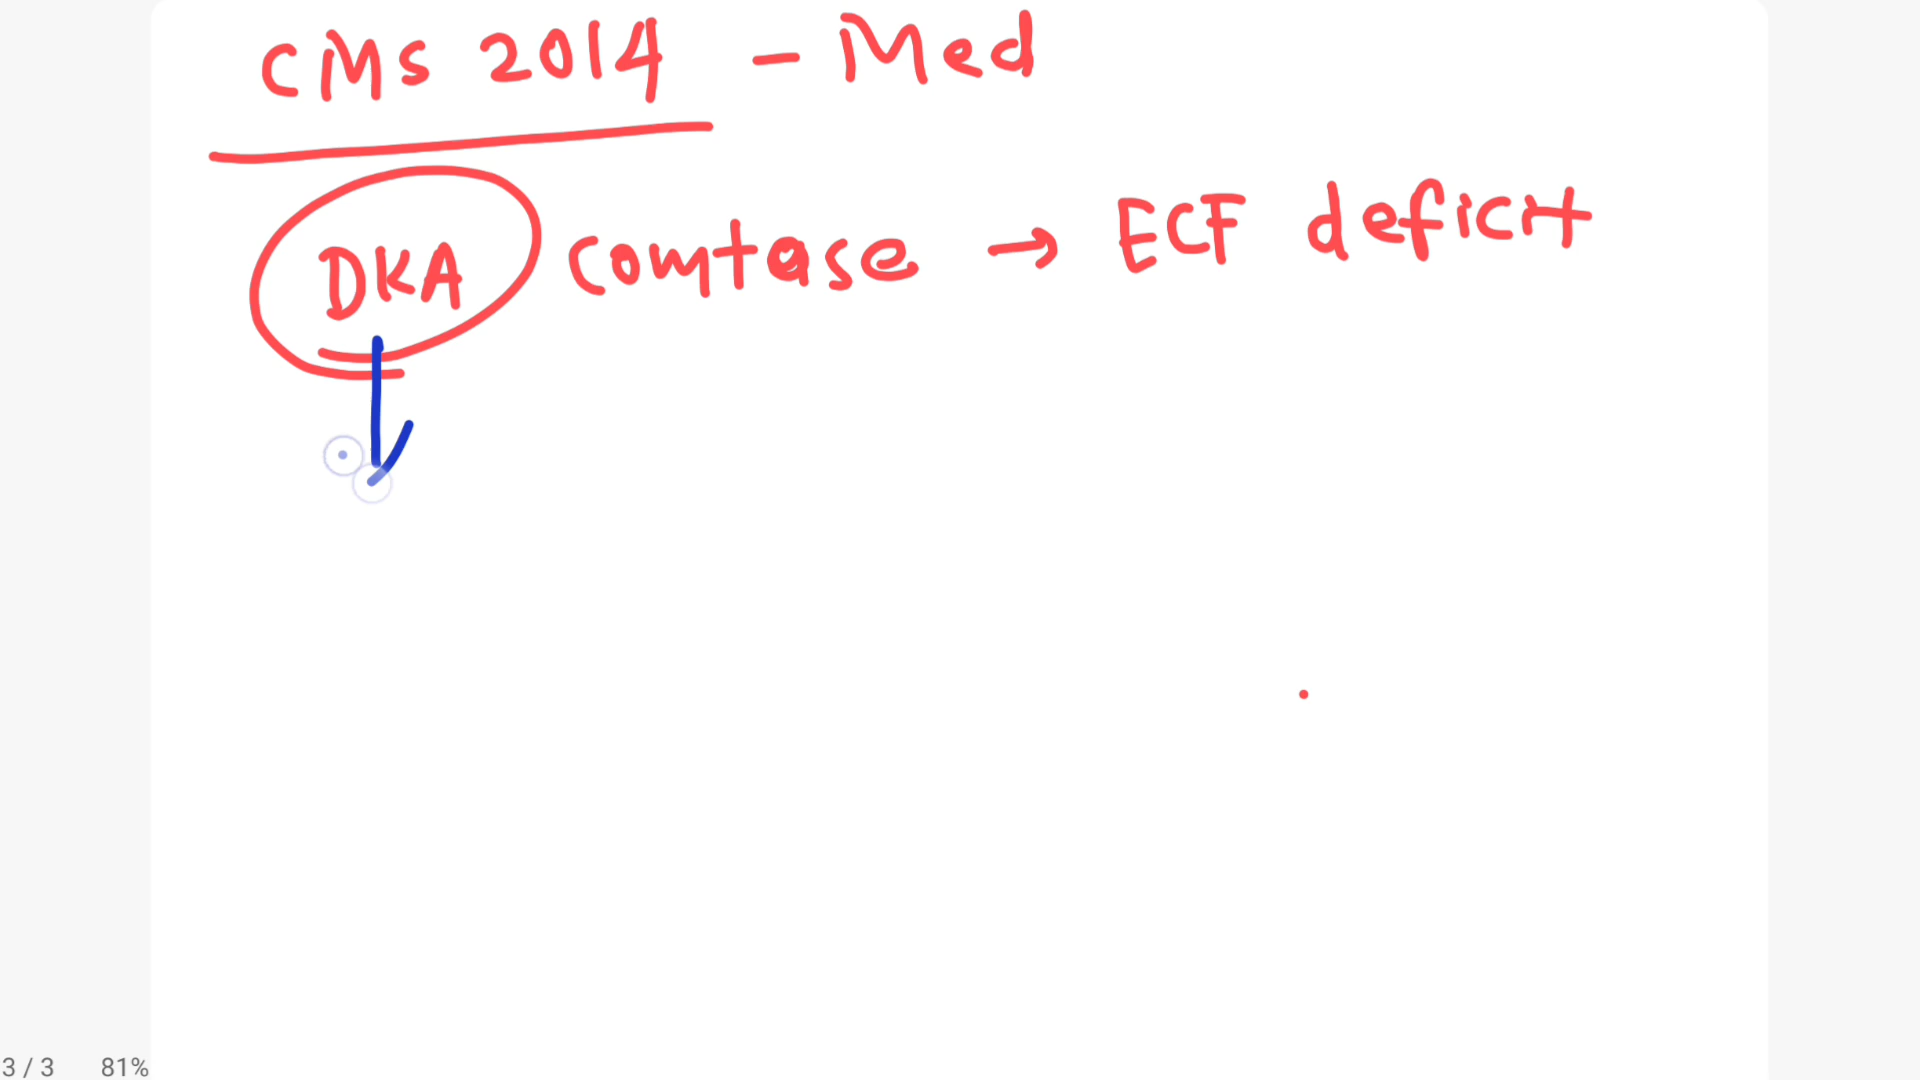 CMS 2014 - Med
DKA comtase → ECF deficit
3 / 3 81%